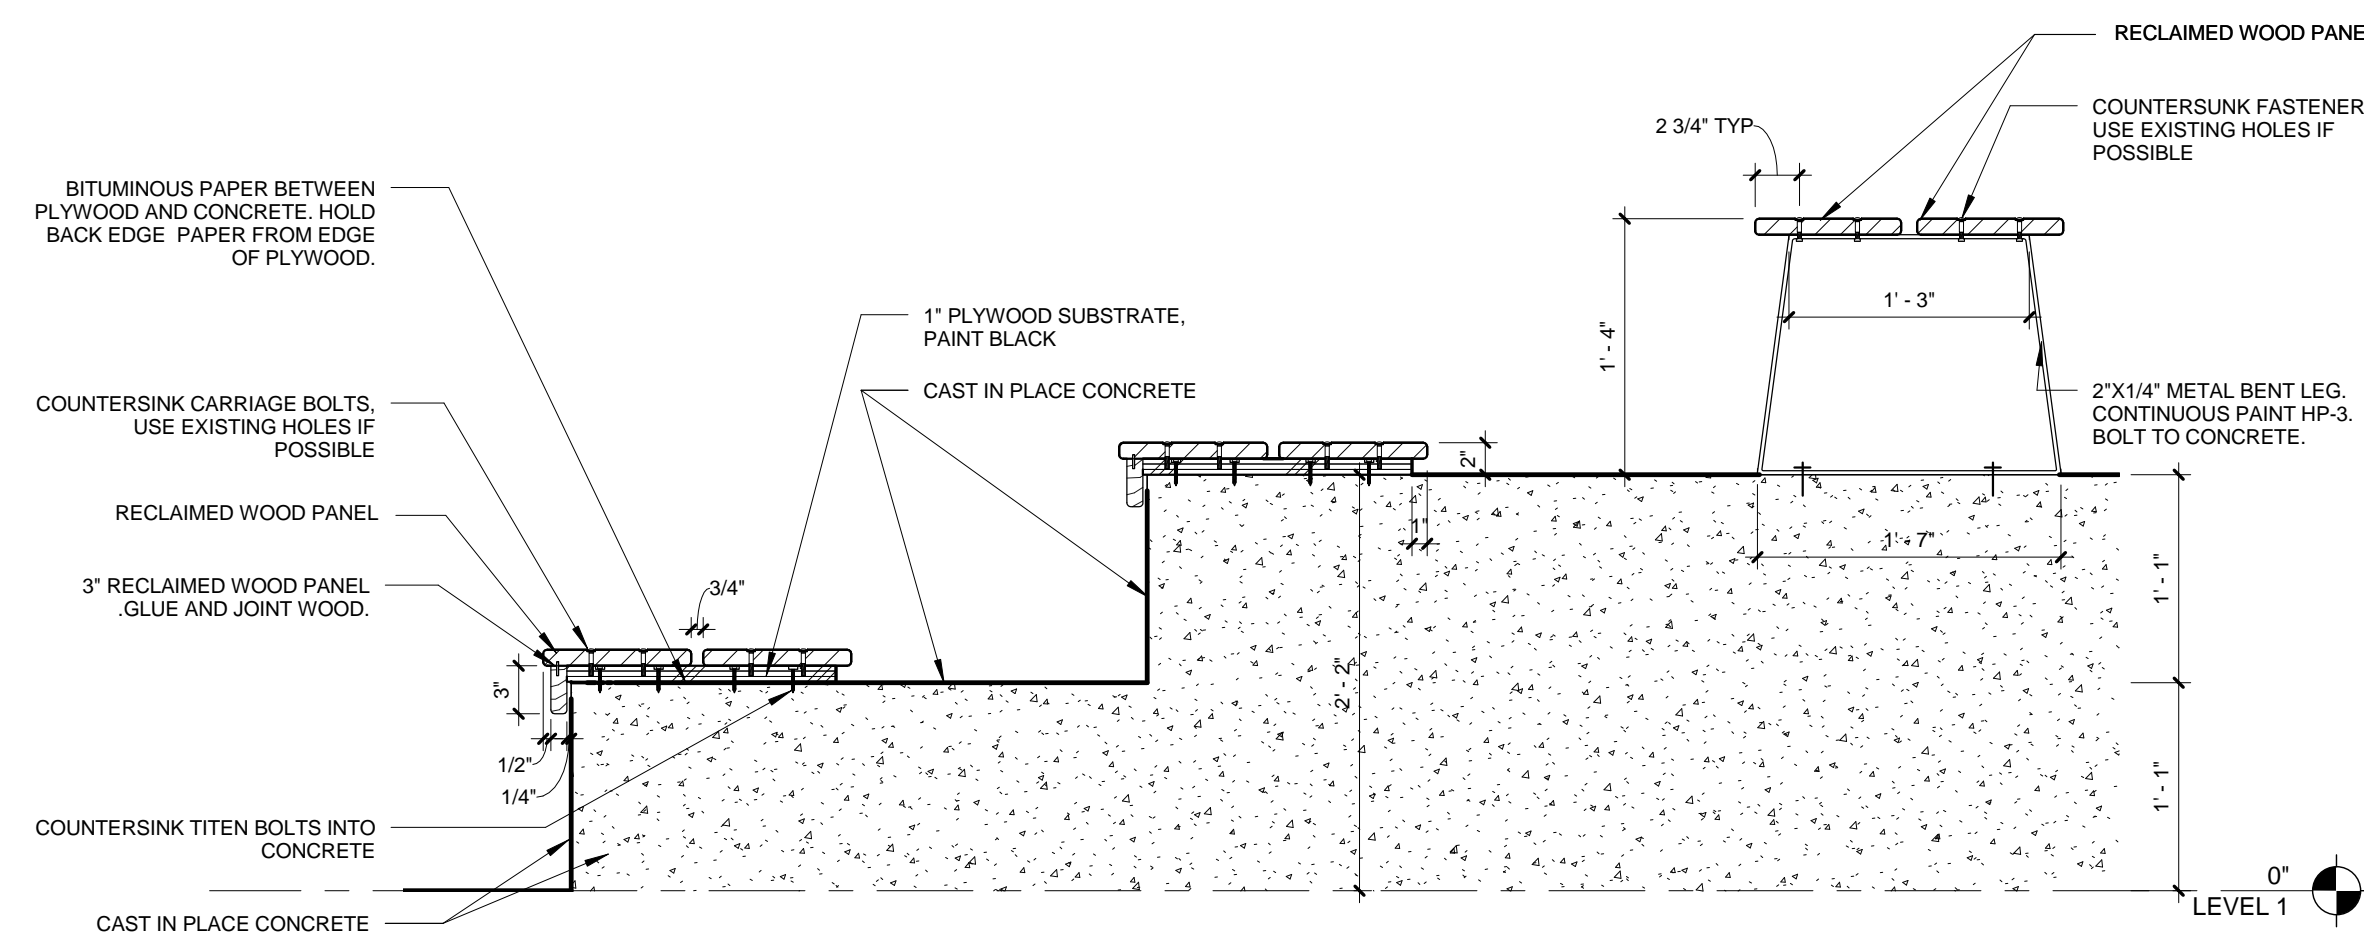 RECLAIMED WOOD PANE
COUNTERSUNK FASTENER
USE EXISTING HOLES IF
POSSIBLE
2 3/4" TYP
BITUMINOUS PAPER BETWEEN
PLYWOOD AND CONCRETE. HOLD
BACK EDGE PAPER FROM EDGE
OF PLYWOOD.
1" PLYWOOD SUBSTRATE,
PAINT BLACK
1' - 3"
1' - 4"
CAST IN PLACE CONCRETE
COUNTERSINK CARRIAGE BOLTS,
USE EXISTING HOLES IF
POSSIBLE
2"X1/4" METAL BENT LEG.
CONTINUOUS PAINT HP-3.
BOLT TO CONCRETE.
2"
RECLAIMED WOOD PANEL
1"
1' - 7"
3" RECLAIMED WOOD PANEL
.GLUE AND JOINT WOOD.
3/4"
1' - 1"
3"
2' - 2"
1/2"
1/4"
1' - 1"
COUNTERSINK TITEN BOLTS INTO
CONCRETE
0"
LEVEL 1
CAST IN PLACE CONCRETE